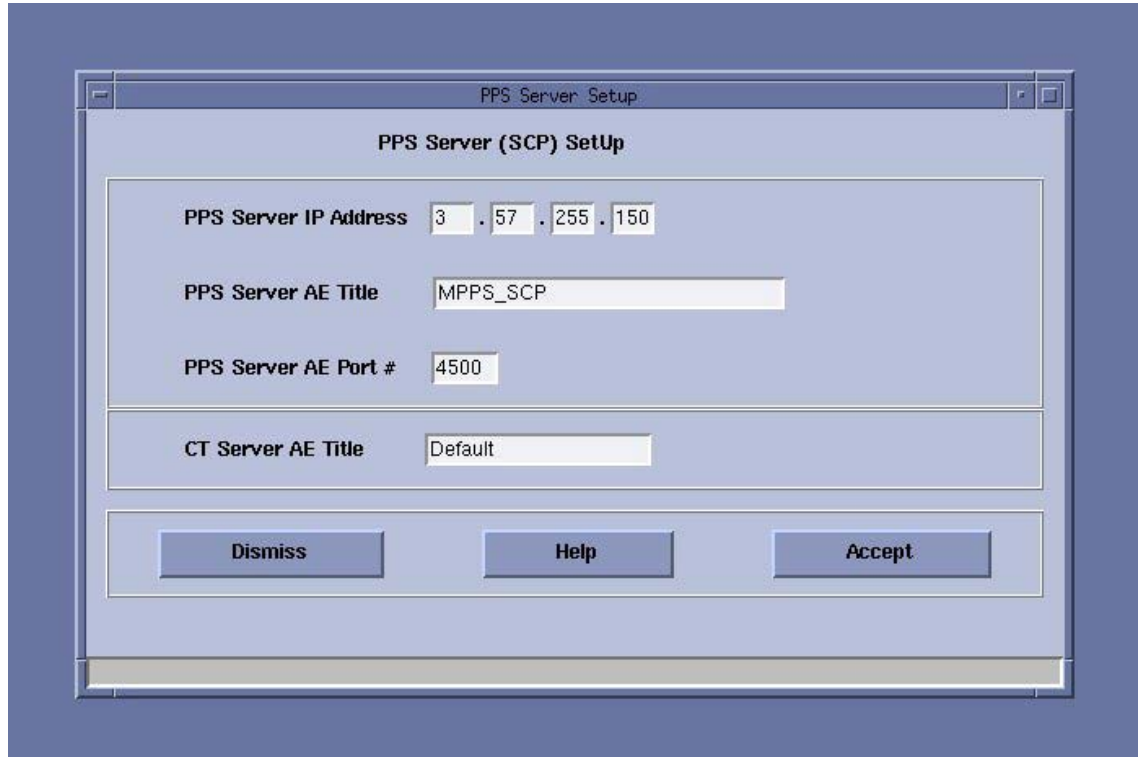 PPS Server Setup
PPS Server (SCP) SetUp
PPS Server IP Address 3 . 57 . 255 . 150
PPS Server AE Title MPPS_SCP
PPS Server AE Port # 4500
CT Server AE Title Default
Dismiss Help Accept